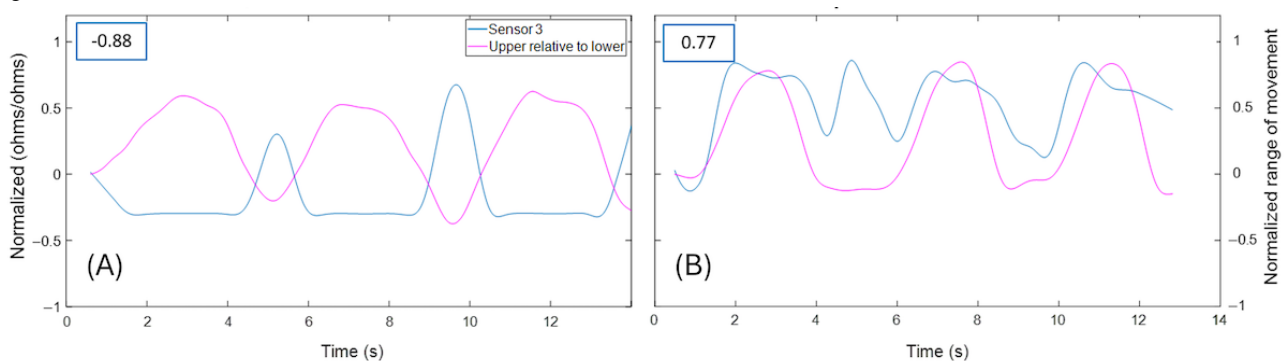 -0.88
Sensor 3
Upper relative to lower
1
0.5
0
−0.5
−1
Normalized (ohms/ohms)
(A)
0 2 4 6 8 10 12
Time (s)
0.77
1
0.5
0
−0.5
−1
Normalized range of movement
(B)
0 2 4 6 8 10 12 14
Time (s)